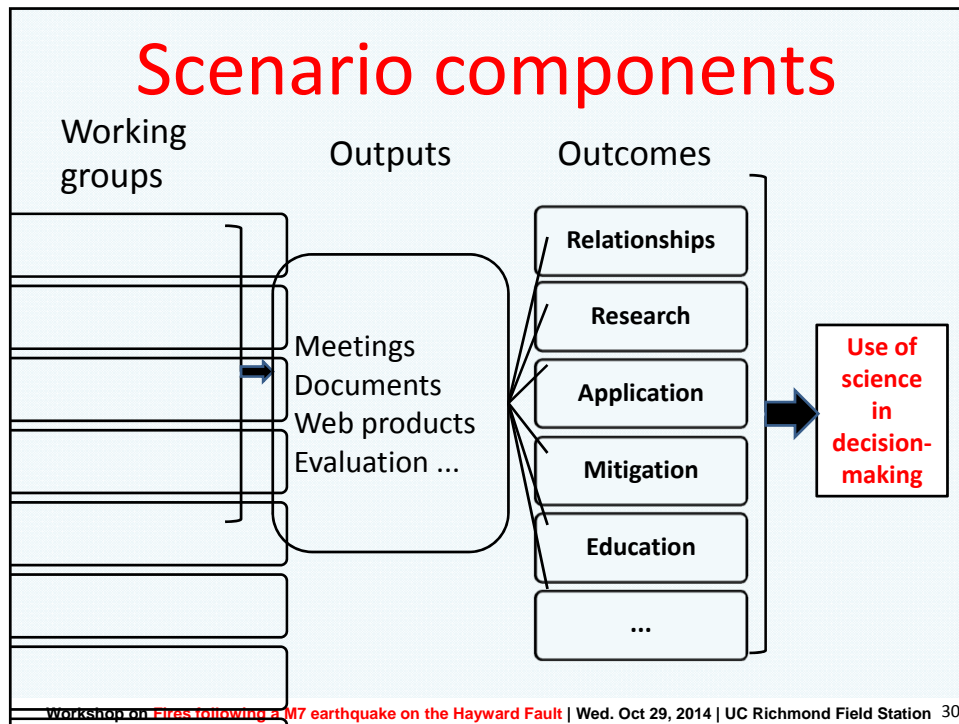 Scenario components
Working
groups
Outputs
Outcomes
Meetings
Documents
Web products
Evaluation ...
Relationships
Research
Application
Mitigation
Education
...
Use of
science
in
decision-
making
Workshop on Fires following a M7 earthquake on the Hayward Fault | Wed. Oct 29, 2014 | UC Richmond Field Station 30